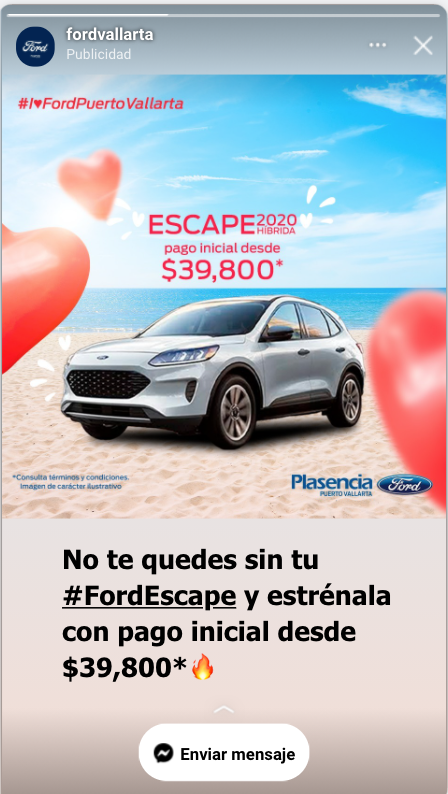 fordvallarta
Publicidad
#I♥FordPuertoVallarta
ESCAPE 2020
HÍBRIDA
pago inicial desde
$39,800*
*Consulta términos y condiciones.
Imagen de carácter ilustrativo
Plasencia
PUERTO VALLARTA
Ford
No te quedes sin tu
#FordEscape y estrénala
con pago inicial desde
$39,800*🔥
Enviar mensaje